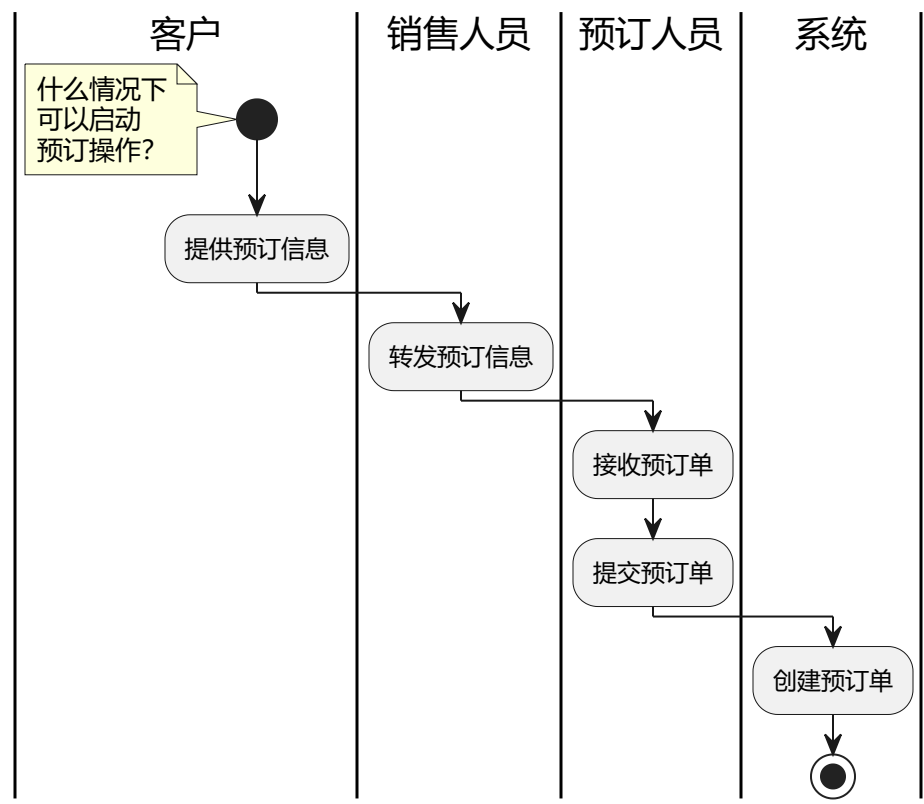 客户
销售人员
预订人员
系统
什么情况下
可以启动
预订操作？
提供预订信息
转发预订信息
接收预订单
提交预订单
创建预订单